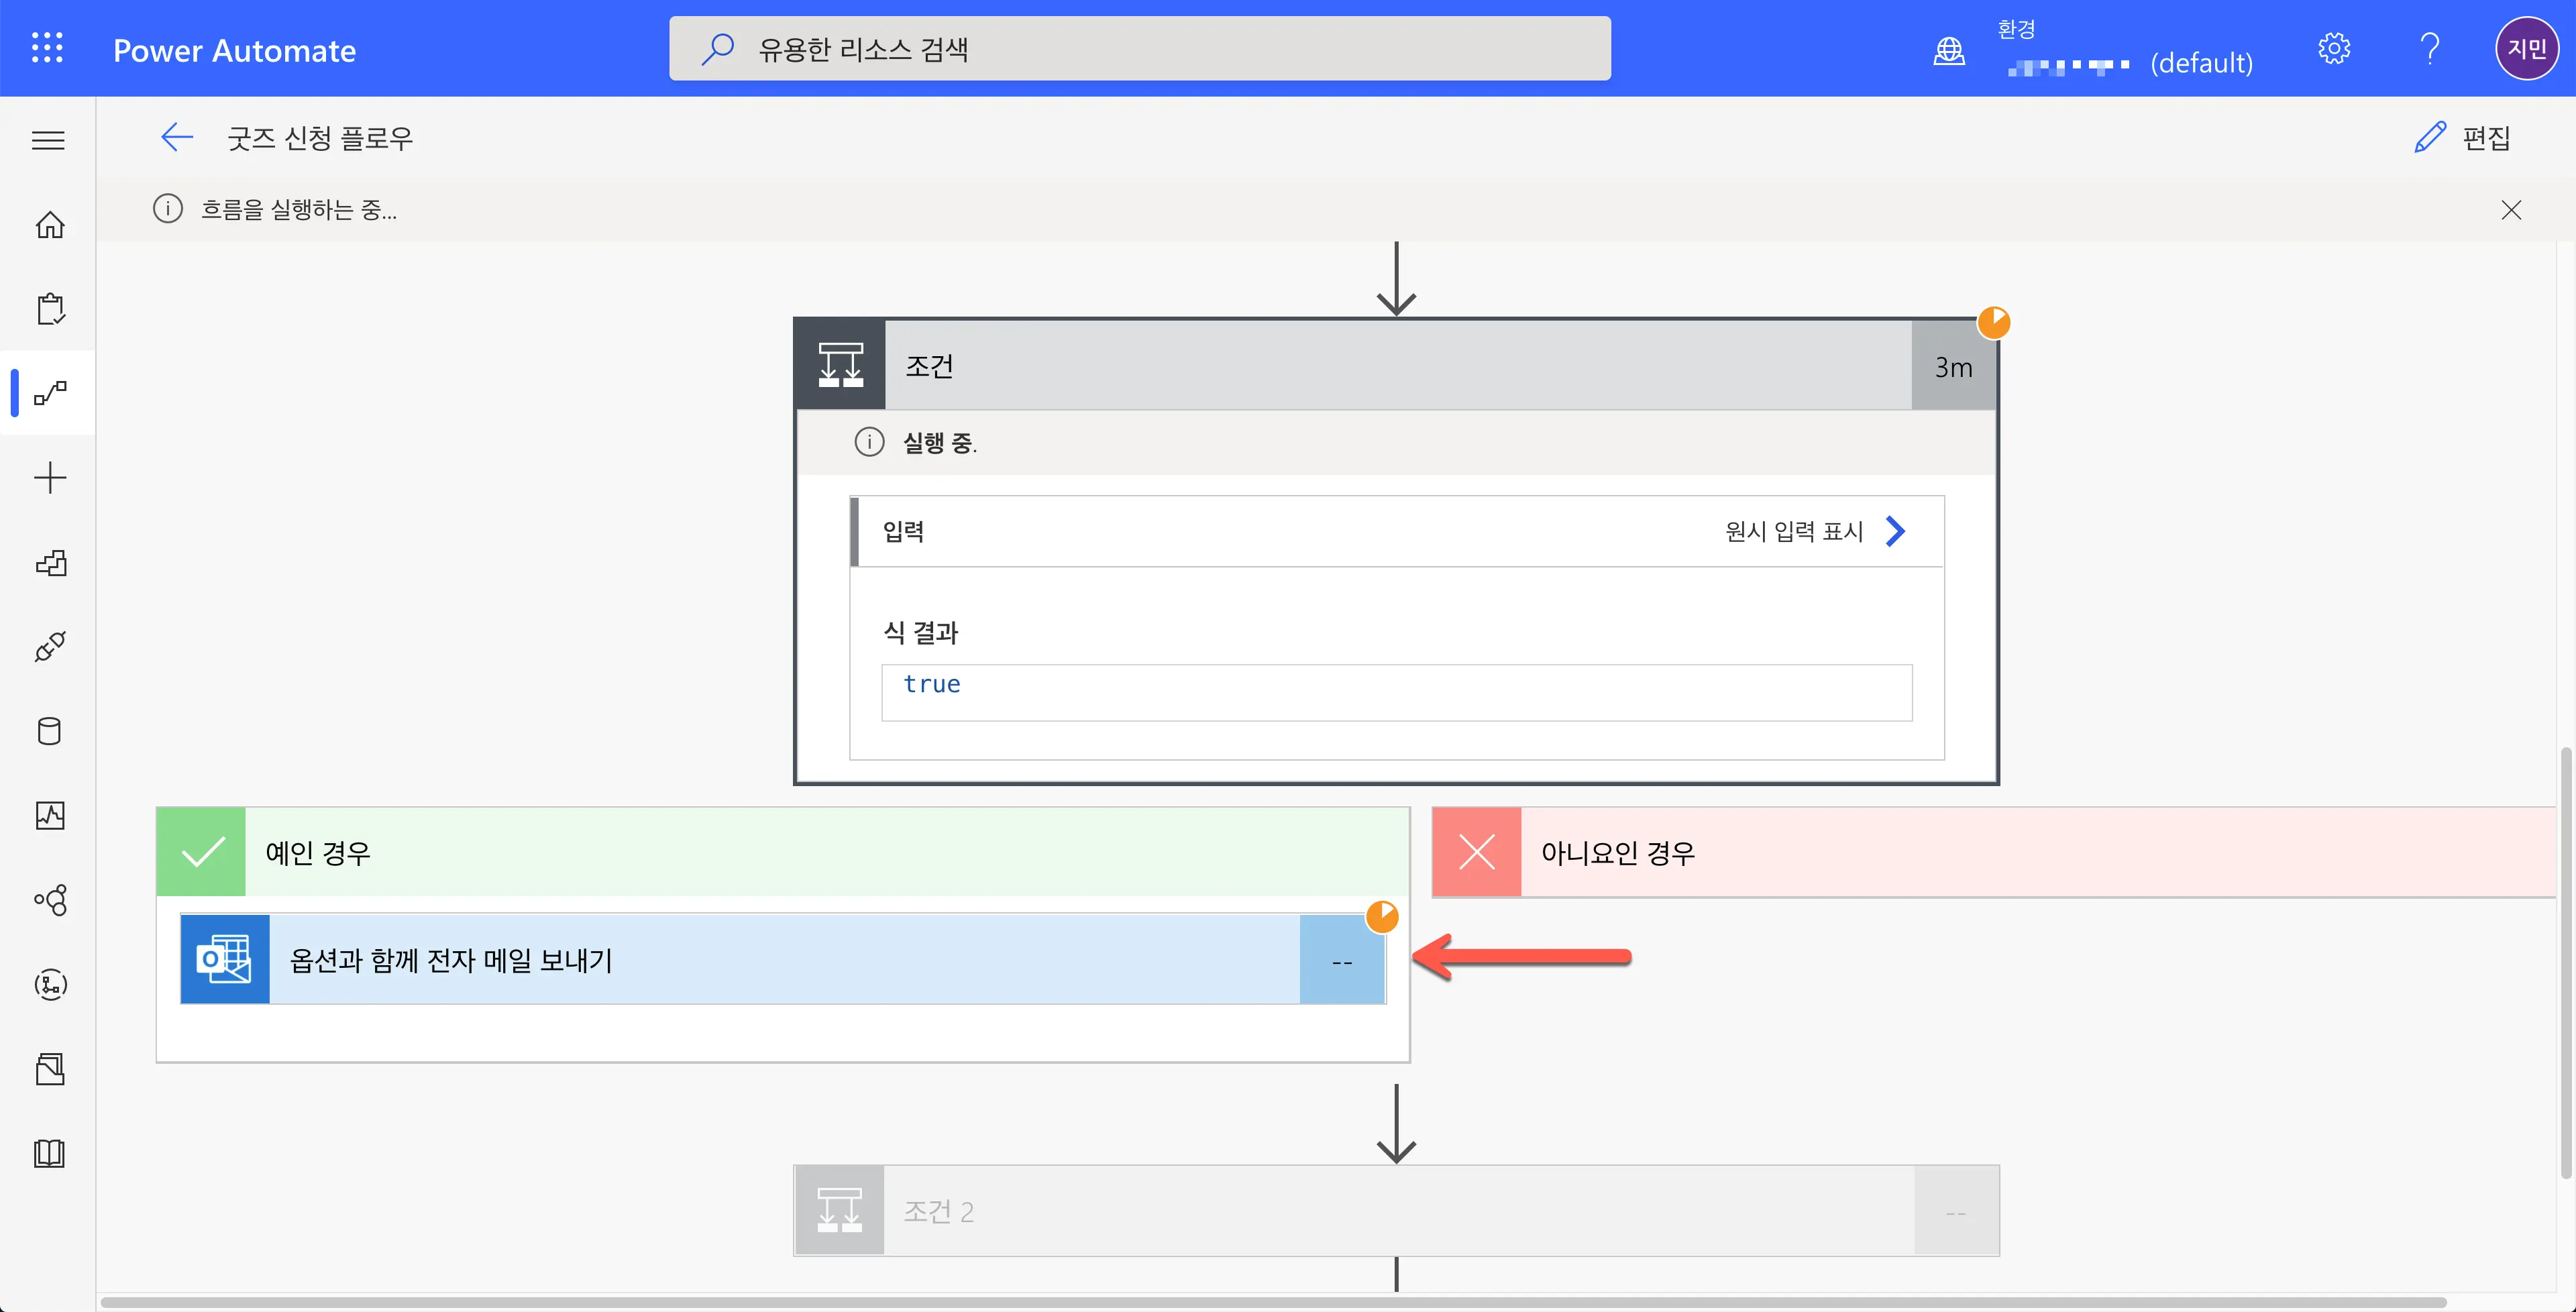 Power Automate
유용한 리소스 검색
환경
(default)
지민
굿즈 신청 플로우
편집
흐름을 실행하는 중...
조건
3m
실행 중.
입력
원시 입력 표시
식 결과
true
예인 경우
아니요인 경우
옵션과 함께 전자 메일 보내기
--
조건 2
--